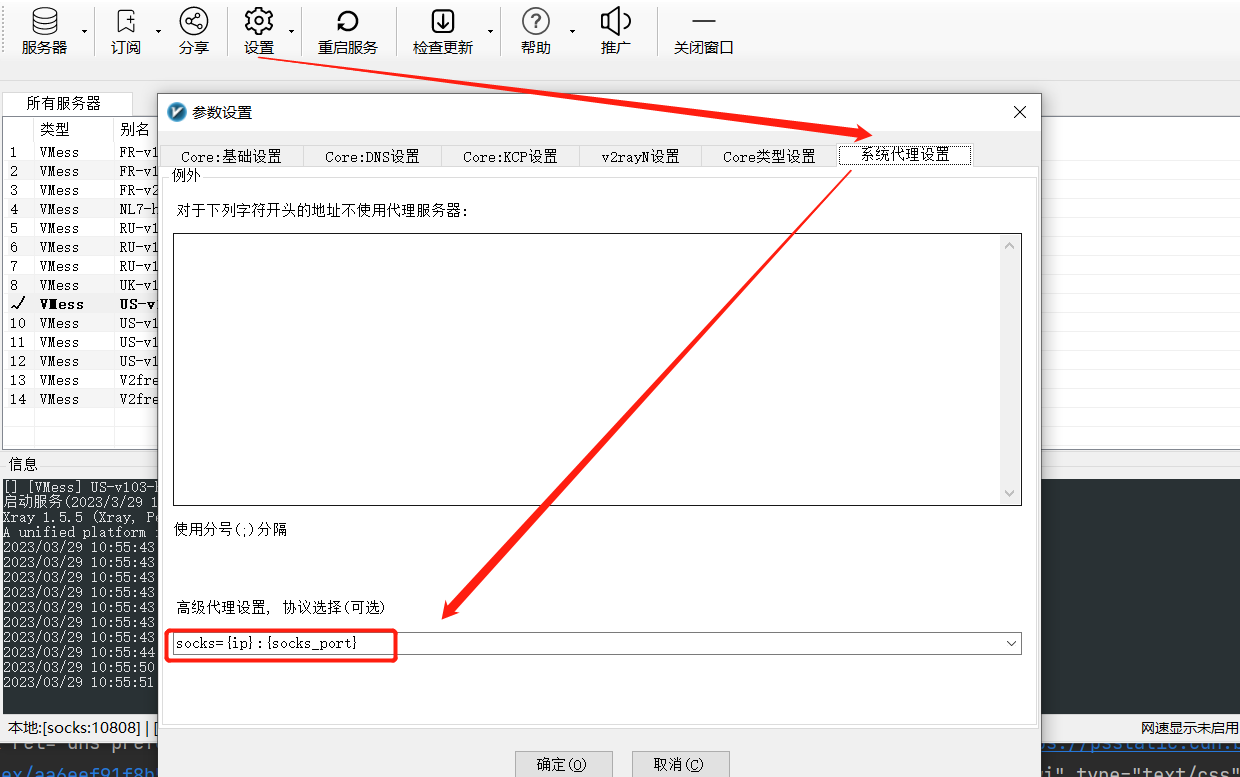 服务器 订阅 分享 设置 重启服务 检查更新 帮助 推广 关闭窗口
所有服务器
类型 别名
1 VMess FR-v1
2 VMess FR-v1
3 VMess FR-v2
4 VMess NL7-h
5 VMess RU-v1
6 VMess RU-v1
7 VMess RU-v1
8 VMess UK-v1
VMess US-v1
10 VMess US-v1
11 VMess US-v1
12 VMess US-v1
13 VMess V2fre
14 VMess V2fre
参数设置
Core:基础设置 Core:DNS设置 Core:KCP设置 v2rayN设置 Core类型设置 系统代理设置
例外
对于下列字符开头的地址不使用代理服务器:
使用分号(;)分隔
高级代理设置, 协议选择(可选)
socks={ip}:{socks_port}
确定(O) 取消(C)
信息
[] [VMess] US-v103-
启动服务(2023/3/29 1
Xray 1.5.5 (Xray, P
A unified platform
2023/03/29 10:55:43
2023/03/29 10:55:43
2023/03/29 10:55:43
2023/03/29 10:55:43
2023/03/29 10:55:43
2023/03/29 10:55:43
2023/03/29 10:55:43
2023/03/29 10:55:44
2023/03/29 10:55:50
2023/03/29 10:55:51
本地:[socks:10808] | [
网速显示未启用
type="text/css"